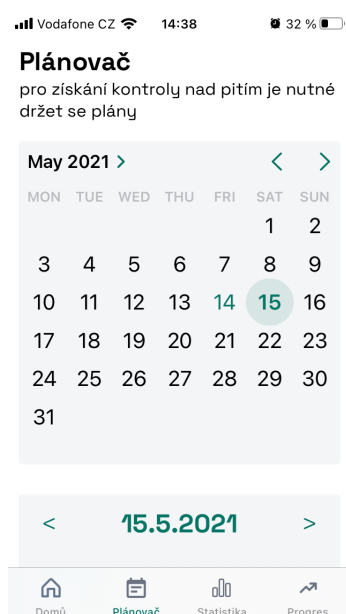 Vodafone CZ 14:38 32 %
Plánovač
pro získání kontroly nad pitím je nutné
držet se plány
May 2021 >
< >
MON TUE WED THU FRI SAT SUN
1 2
3 4 5 6 7 8 9
10 11 12 13 14 15 16
17 18 19 20 21 22 23
24 25 26 27 28 29 30
31
< 15.5.2021 >
Domů Plánovač Statistika Progres